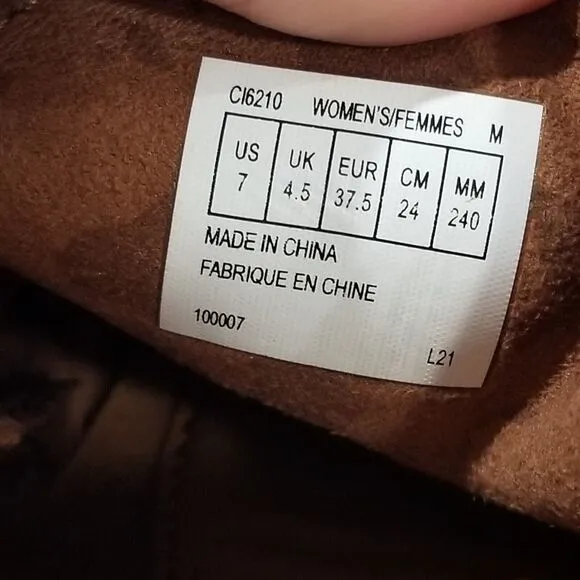 CI6210 WOMEN'S/FEMMES M
US UK EUR CM MM
7 4.5 37.5 24 240
MADE IN CHINA
FABRIQUE EN CHINE
100007 L21